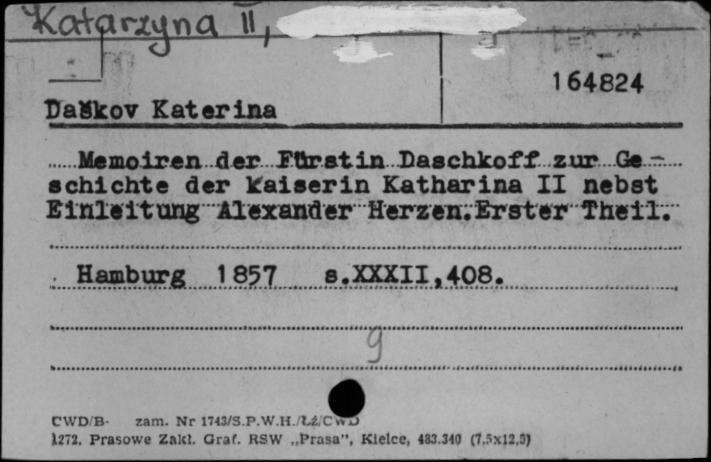 Katarzyna II,
164824
Daškov Katerina
Memoiren der Fürstin Daschkoff zur Ge-
schichte der Kaiserin Katharina II nebst
Einleitung Alexander Herzen.Erster Theil.
Hamburg 1857 s.XXXII,408.
9
CWD/B- zam. Nr 1743/S.P.W.H./Łź/CWD
1272. Prasowe Zakł. Graf. RSW „Prasa”, Kielce, 483.340 (7,5x12,5)